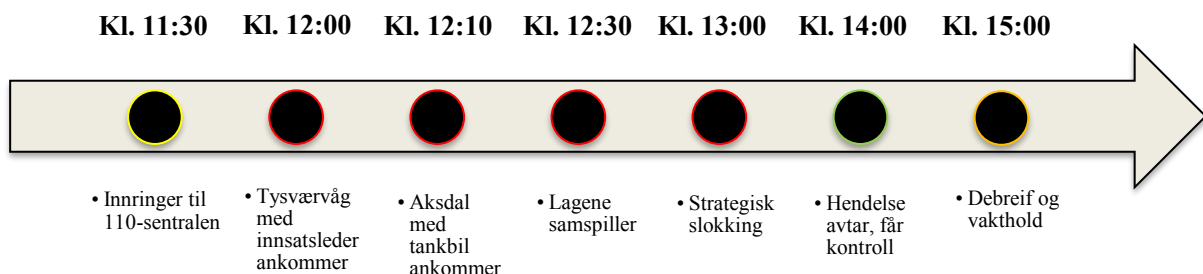 Kl. 11:30 Kl. 12:00 Kl. 12:10 Kl. 12:30 Kl. 13:00 Kl. 14:00 Kl. 15:00
• Innringer til
110-sentralen
• Tysværvåg
med
innsatsleder
ankommer
• Aksdal
med
tankbil
ankommer
• Lagene
samspiller
• Strategisk
slokking
• Hendelse
avtar, får
kontroll
• Debreif og
vakthold